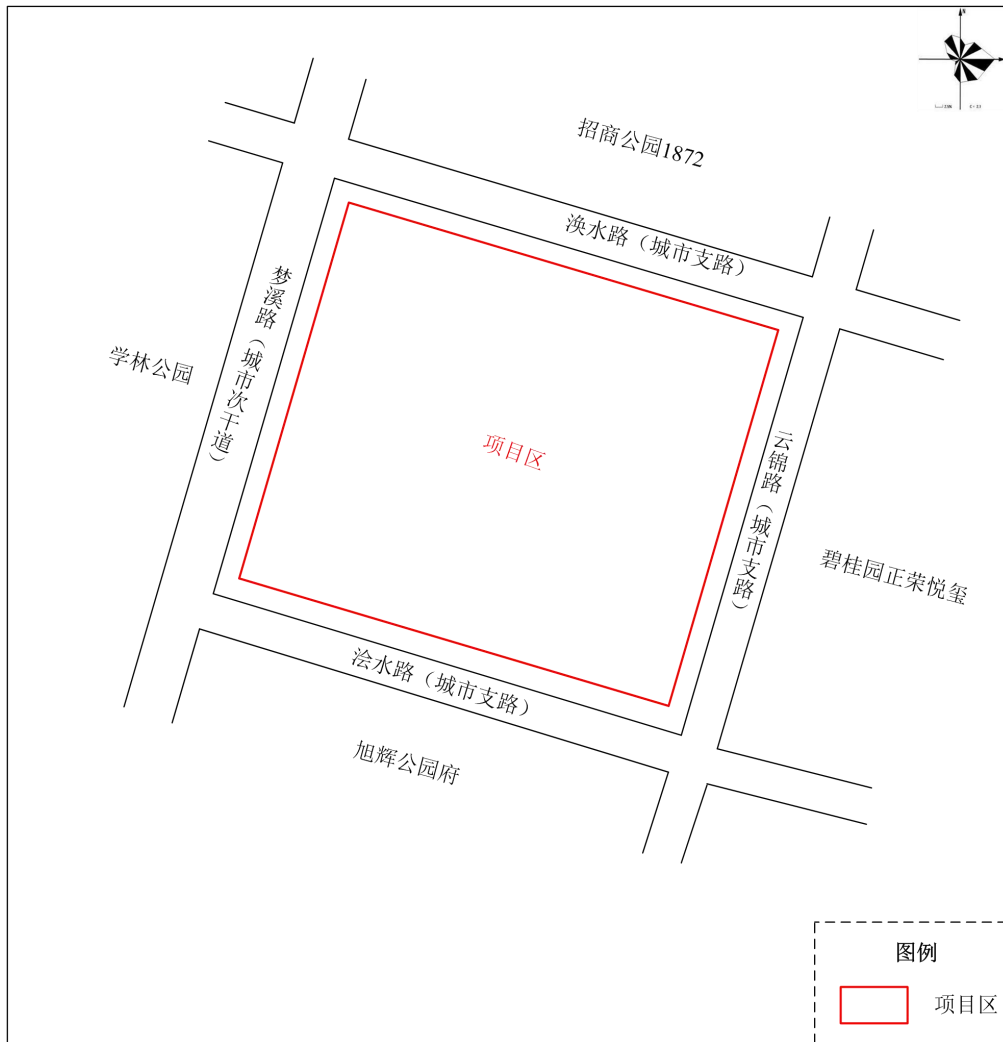 N
招商公园1872
涣水路（城市支路）
梦溪路（城市次干道）
学林公园
项目区
云锦路（城市支路）
碧桂园正荣悦玺
浍水路（城市支路）
旭辉公园府
图例
项目区